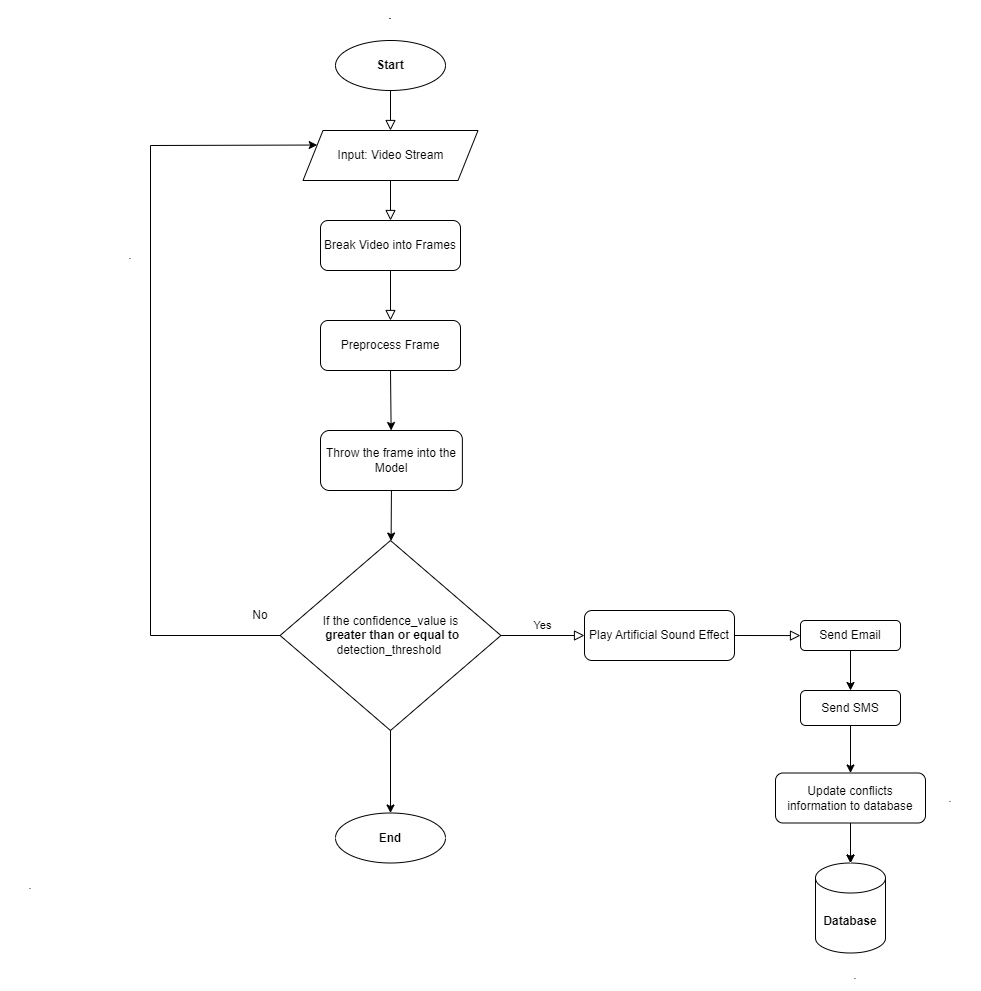 Start
Input: Video Stream
Break Video into Frames
Preprocess Frame
Throw the frame into the
Model
If the confidence_value is
greater than or equal to
detection_threshold
No
Yes
Play Artificial Sound Effect
Send Email
Send SMS
Update conflicts
information to database
Database
End